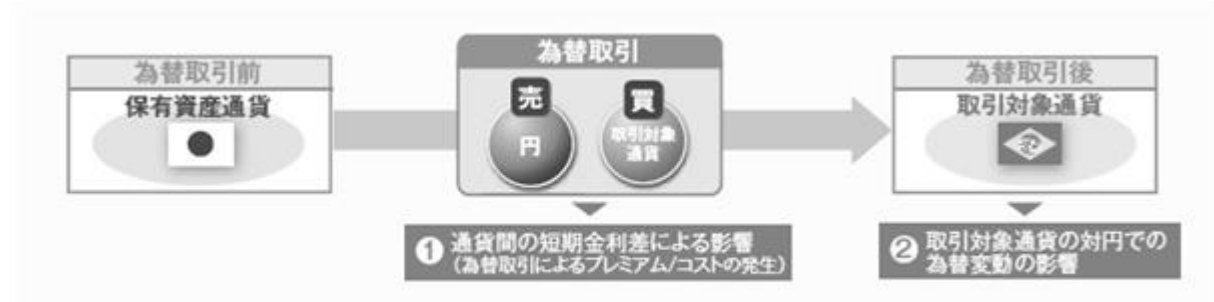 為替取引前
保有資産通貨
為替取引
売
円
買
取引対象
通貨
❶ 通貨間の短期金利差による影響
(為替取引によるプレミアム/コストの発生)
為替取引後
取引対象通貨
❷ 取引対象通貨の対円での
為替変動の影響